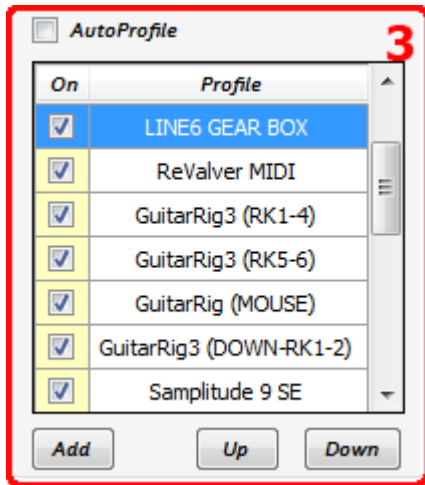 AutoProfile
3
On Profile
LINE6 GEAR BOX
ReValver MIDI
GuitarRig3 (RK1-4)
GuitarRig3 (RK5-6)
GuitarRig (MOUSE)
GuitarRig3 (DOWN-RK1-2)
Samplitude 9 SE
Add Up Down